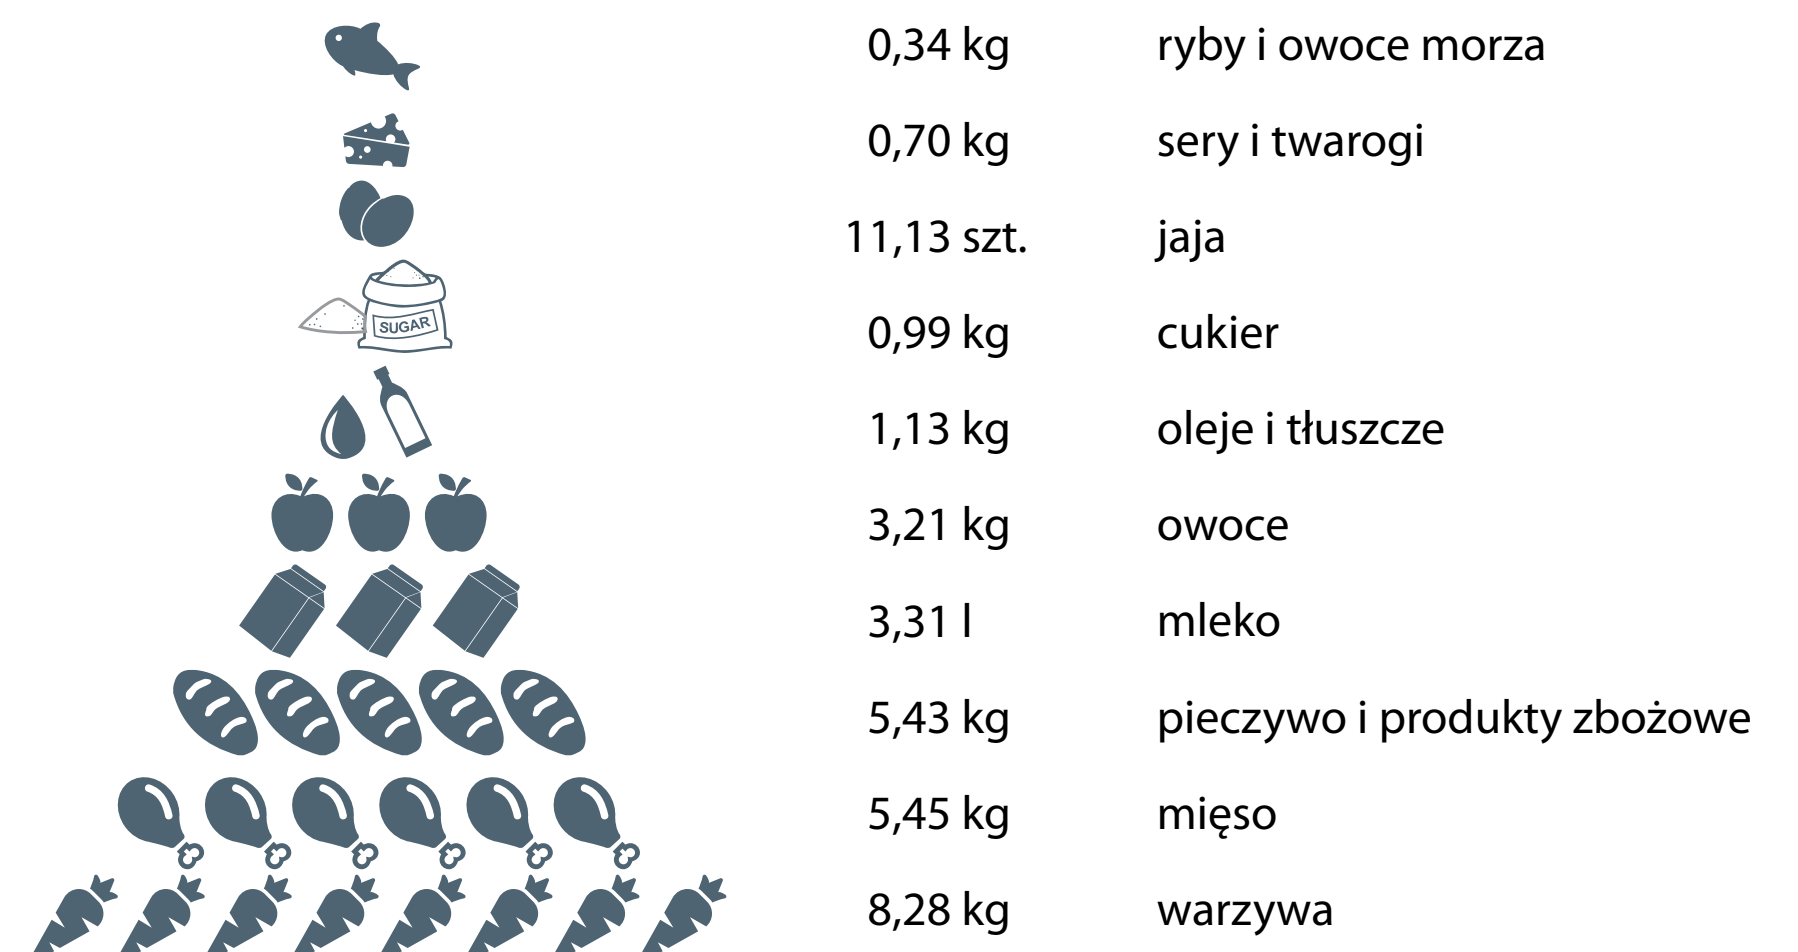 0,34 kg ryby i owoce morza
0,70 kg sery i twarogi
11,13 szt. jaja
SUGAR
0,99 kg cukier
1,13 kg oleje i tłuszcze
3,21 kg owoce
3,31 l mleko
5,43 kg pieczywo i produkty zbożowe
5,45 kg mięso
8,28 kg warzywa